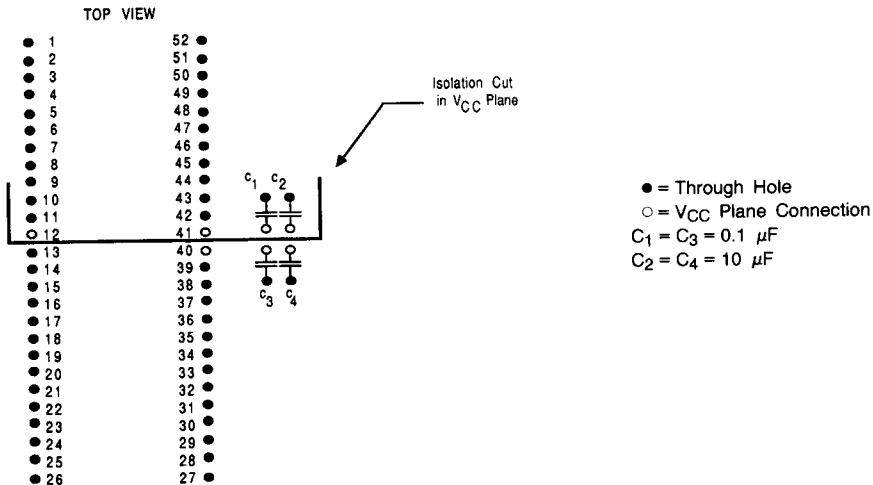 TOP VIEW
1 52
2 51
3 50
4 49
5 48
6 47
7 46
8 45
9 44
10 43
11 42
12 41
13 40
14 39
15 38
16 37
17 36
18 35
19 34
20 33
21 32
22 31
23 30
24 29
25 28
26 27
C1 C2
C3 C4
Isolation Cut
in VCC Plane
● = Through Hole
○ = VCC Plane Connection
C1 = C3 = 0.1 μF
C2 = C4 = 10 μF